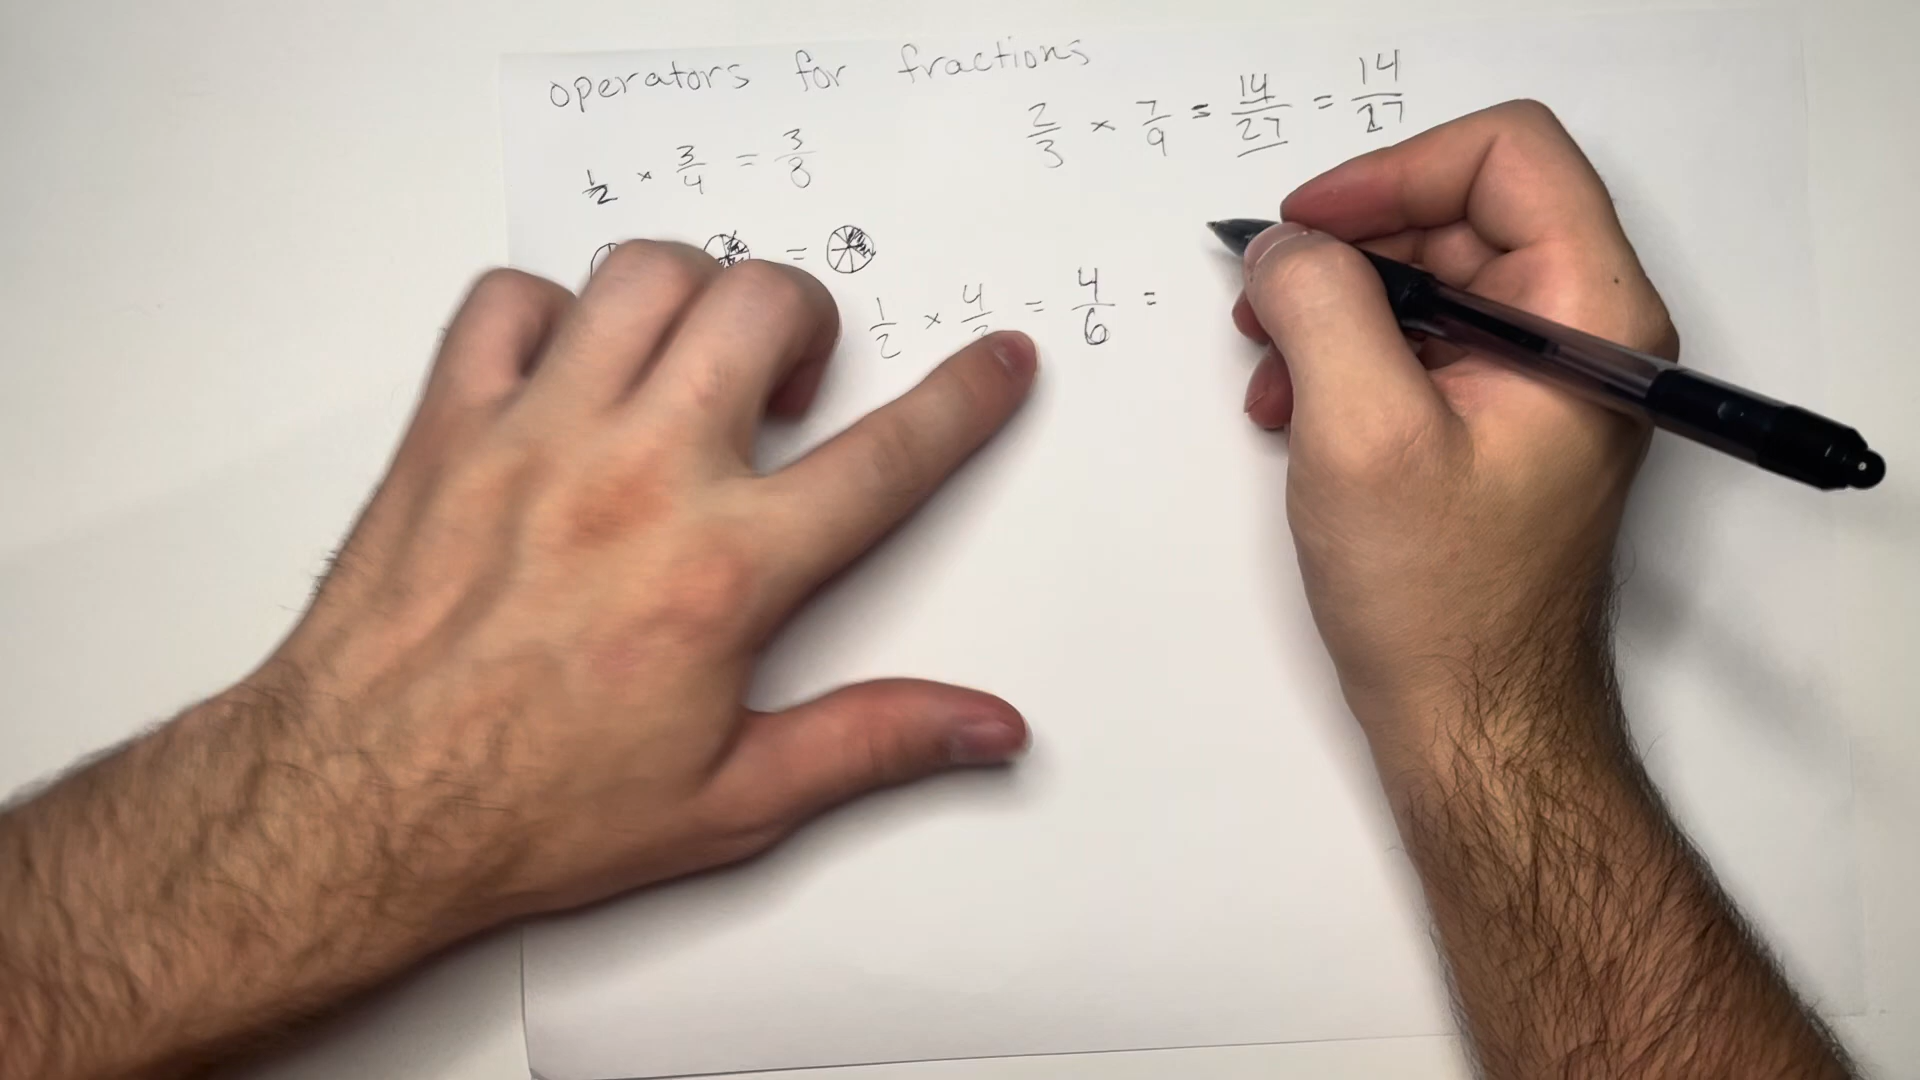 operators for fractions
2/3 × 7/9 = 14/27 = 14/27
1/2 × 3/4 = 3/8
=
1/2 × 4/ = 4/6 =